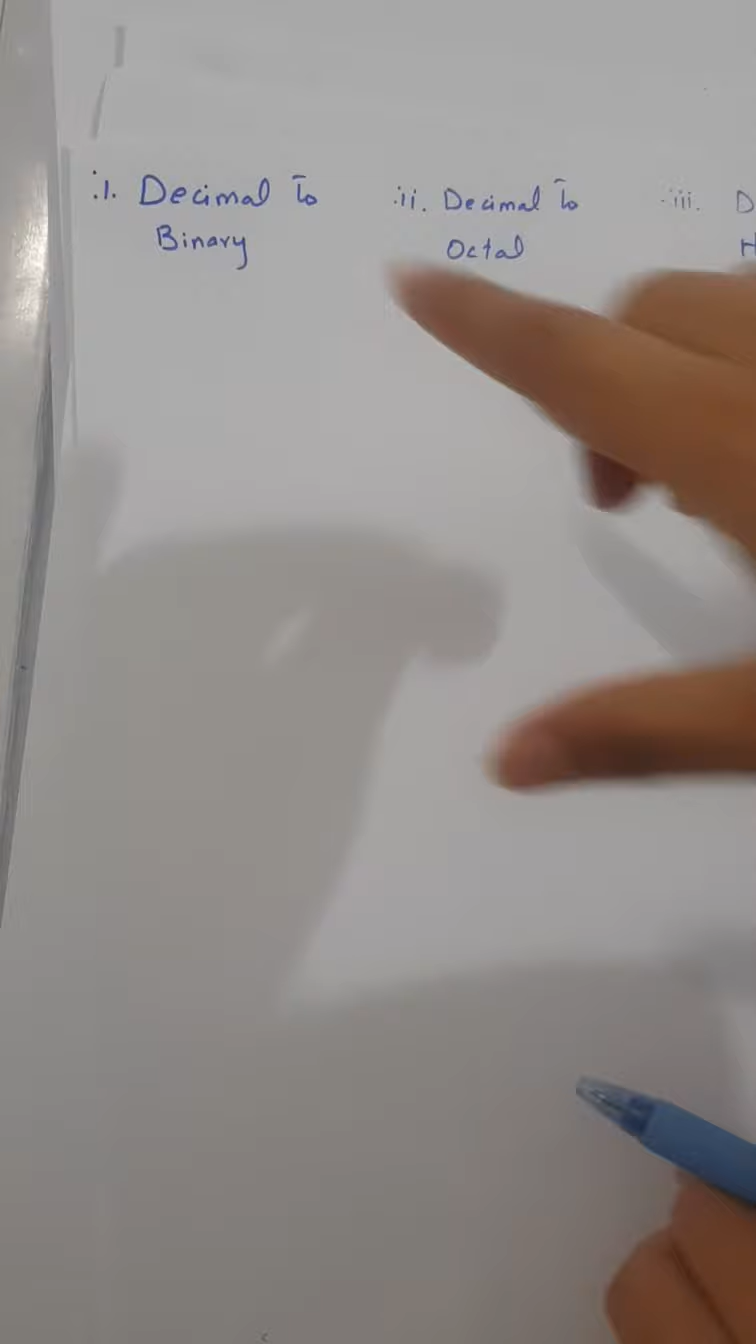 i. Decimal To
Binary
ii. Decimal To
Octal
iii. D
H